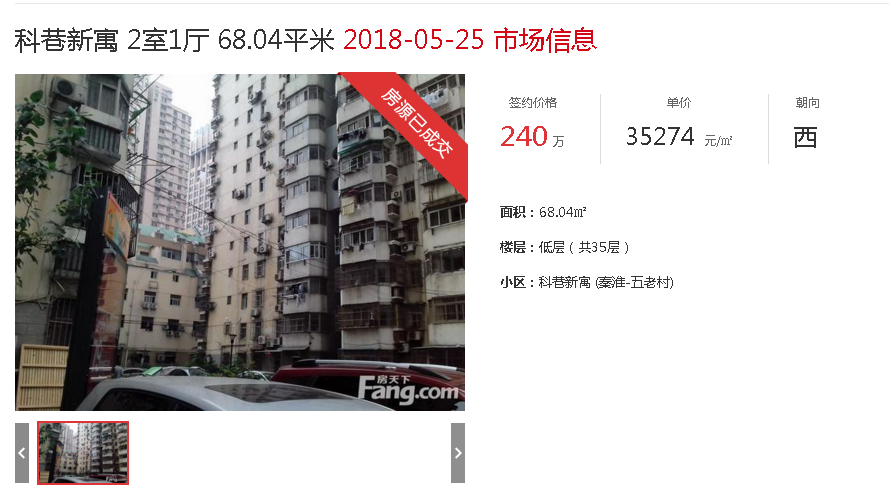 科巷新寓 2室1厅 68.04平米 2018-05-25 市场信息
房源已成交
签约价格
240 万
单价
35274 元/㎡
朝向
西
面积：68.04㎡
楼层：低层（共35层）
小区：科巷新寓 (秦淮-五老村)
房天下
Fang.com